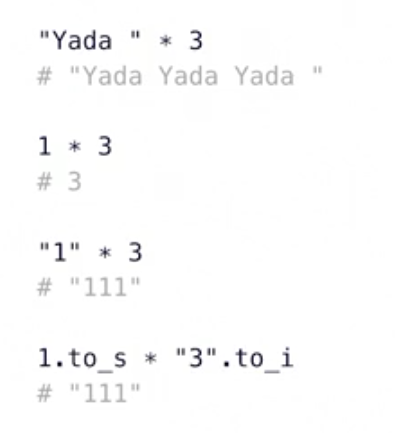 "Yada " * 3
# "Yada Yada Yada "
1 * 3
# 3
"1" * 3
# "111"
1.to_s * "3".to_i
# "111"